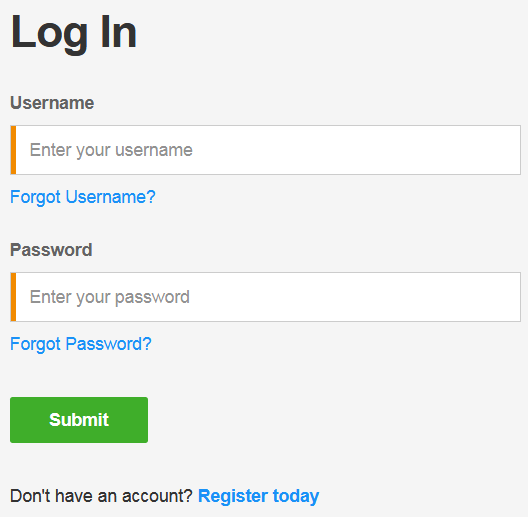 Log In
Username
Enter your username
Forgot Username?
Password
Enter your password
Forgot Password?
Submit
Don't have an account? Register today